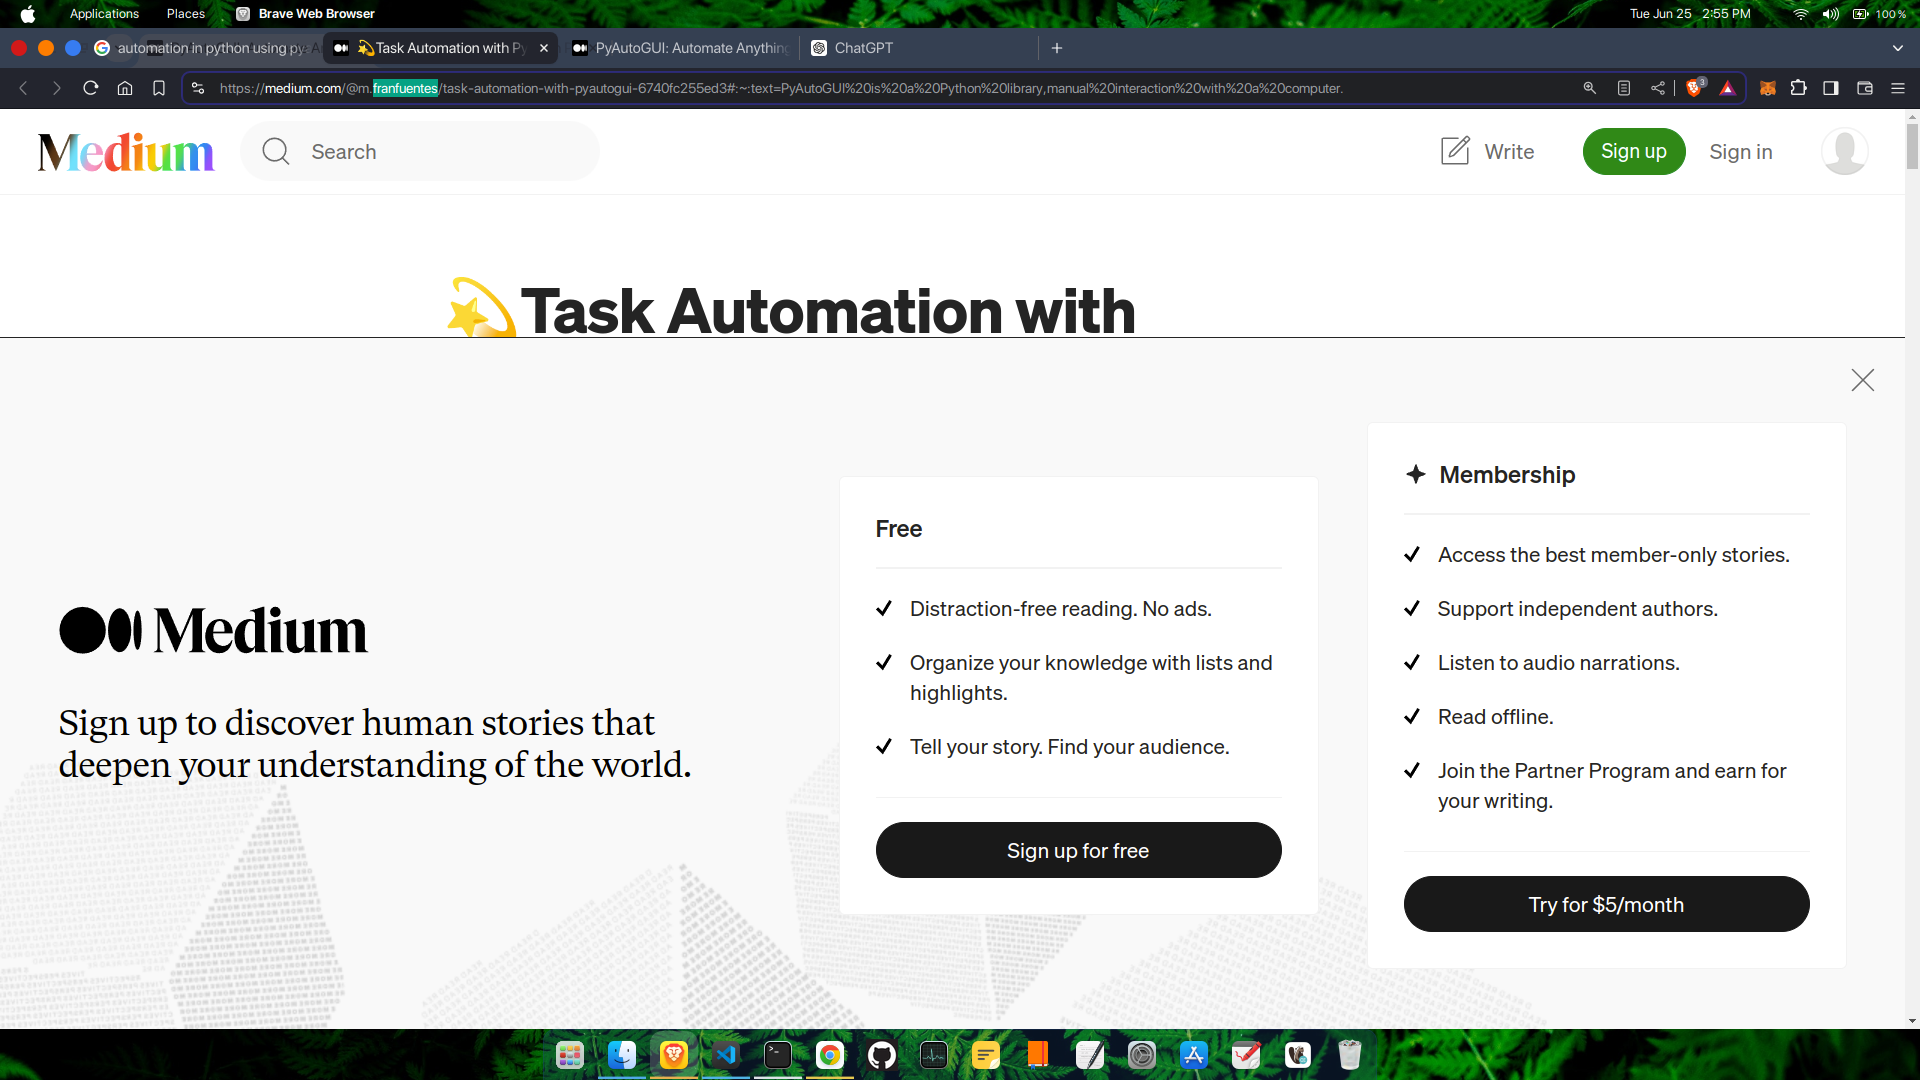 Applications Places Brave Web Browser Tue Jun 25 2:55 PM 100 %
automation in python using py
Task Automation with Py
PyAutoGUI: Automate Anything
ChatGPT
https://medium.com/@m.franfuentes/task-automation-with-pyautogui-6740fc255ed3#:~:text=PyAutoGUI%20is%20a%20Python%20library,manual%20interaction%20with%20a%20computer.
3
Medium
Search
Write
Sign up
Sign in
Task Automation with
Medium
Sign up to discover human stories that
deepen your understanding of the world.
Free
Distraction-free reading. No ads.
Organize your knowledge with lists and
highlights.
Tell your story. Find your audience.
Sign up for free
Membership
Access the best member-only stories.
Support independent authors.
Listen to audio narrations.
Read offline.
Join the Partner Program and earn for
your writing.
Try for $5/month